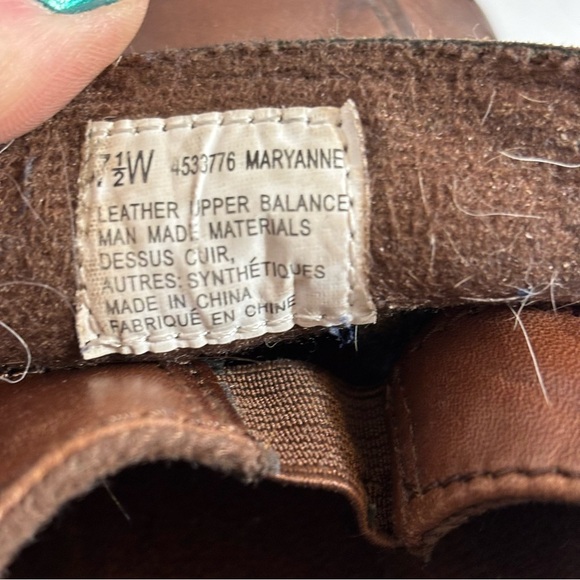 7½W 4533776 MARYANNE
LEATHER UPPER BALANCE
MAN MADE MATERIALS
DESSUS CUIR,
AUTRES: SYNTHÉTIQUES
MADE IN CHINA
FABRIQUÉ EN CHINE